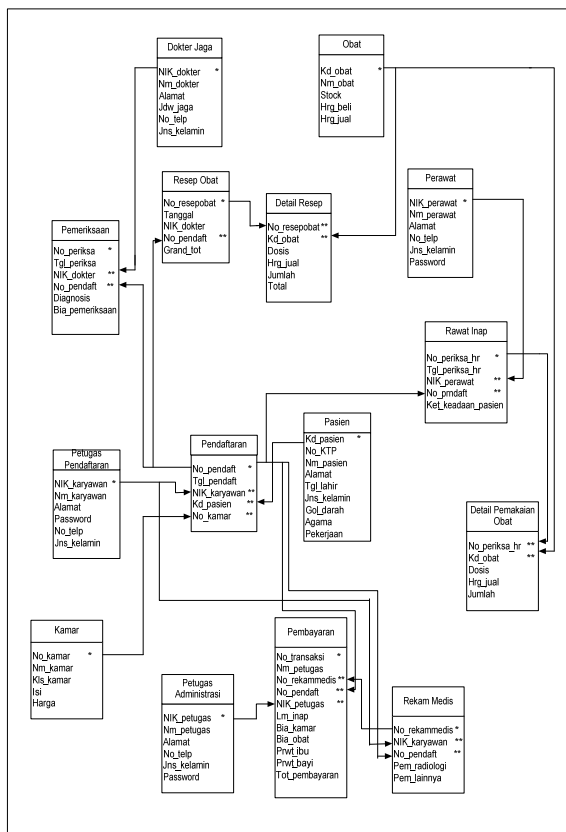 Dokter Jaga
NIK_dokter *
Nm_dokter
Alamat
Jdw_jaga
No_telp
Jns_kelamin
Obat
Kd_obat *
Nm_obat
Stock
Hrg_beli
Hrg_jual
Resep Obat
No_resepobat *
Tanggal
NIK_dokter
No_pendaft **
Grand_tot
Detail Resep
No_resepobat **
Kd_obat **
Dosis
Hrg_jual
Jumlah
Total
Perawat
NIK_perawat *
Nm_perawat
Alamat
No_telp
Jns_kelamin
Password
Pemeriksaan
No_periksa *
Tgl_periksa
NIK_dokter **
No_pendaft **
Diagnosis
Bia_pemeriksaan
Rawat Inap
No_periksa_hr *
Tgl_periksa_hr
NIK_perawat **
No_pndaft **
Ket_keadaan_pasien
Petugas
Pendaftaran
NIK_karyawan *
Nm_karyawan
Alamat
Password
No_telp
Jns_kelamin
Pendaftaran
No_pendaft *
Tgl_pendaft
NIK_karyawan **
Kd_pasien **
No_kamar **
Pasien
Kd_pasien *
No_KTP
Nm_pasien
Alamat
Tgl_lahir
Jns_kelamin
Gol_darah
Agama
Pekerjaan
Detail Pemakaian
Obat
No_periksa_hr **
Kd_obat **
Dosis
Hrg_jual
Jumlah
Kamar
No_kamar *
Nm_kamar
Kls_kamar
Isi
Harga
Petugas
Administrasi
NIK_petugas *
Nm_petugas
Alamat
No_telp
Jns_kelamin
Password
Pembayaran
No_transaksi *
Nm_petugas
No_rekammedis **
No_pendaft **
NIK_petugas **
Lm_inap
Bia_kamar
Bia_obat
Prwt_ibu
Prwt_bayi
Tot_pembayaran
Rekam Medis
No_rekammedis *
NIK_karyawan **
No_pendaft **
Pem_radiologi
Pem_lainnya